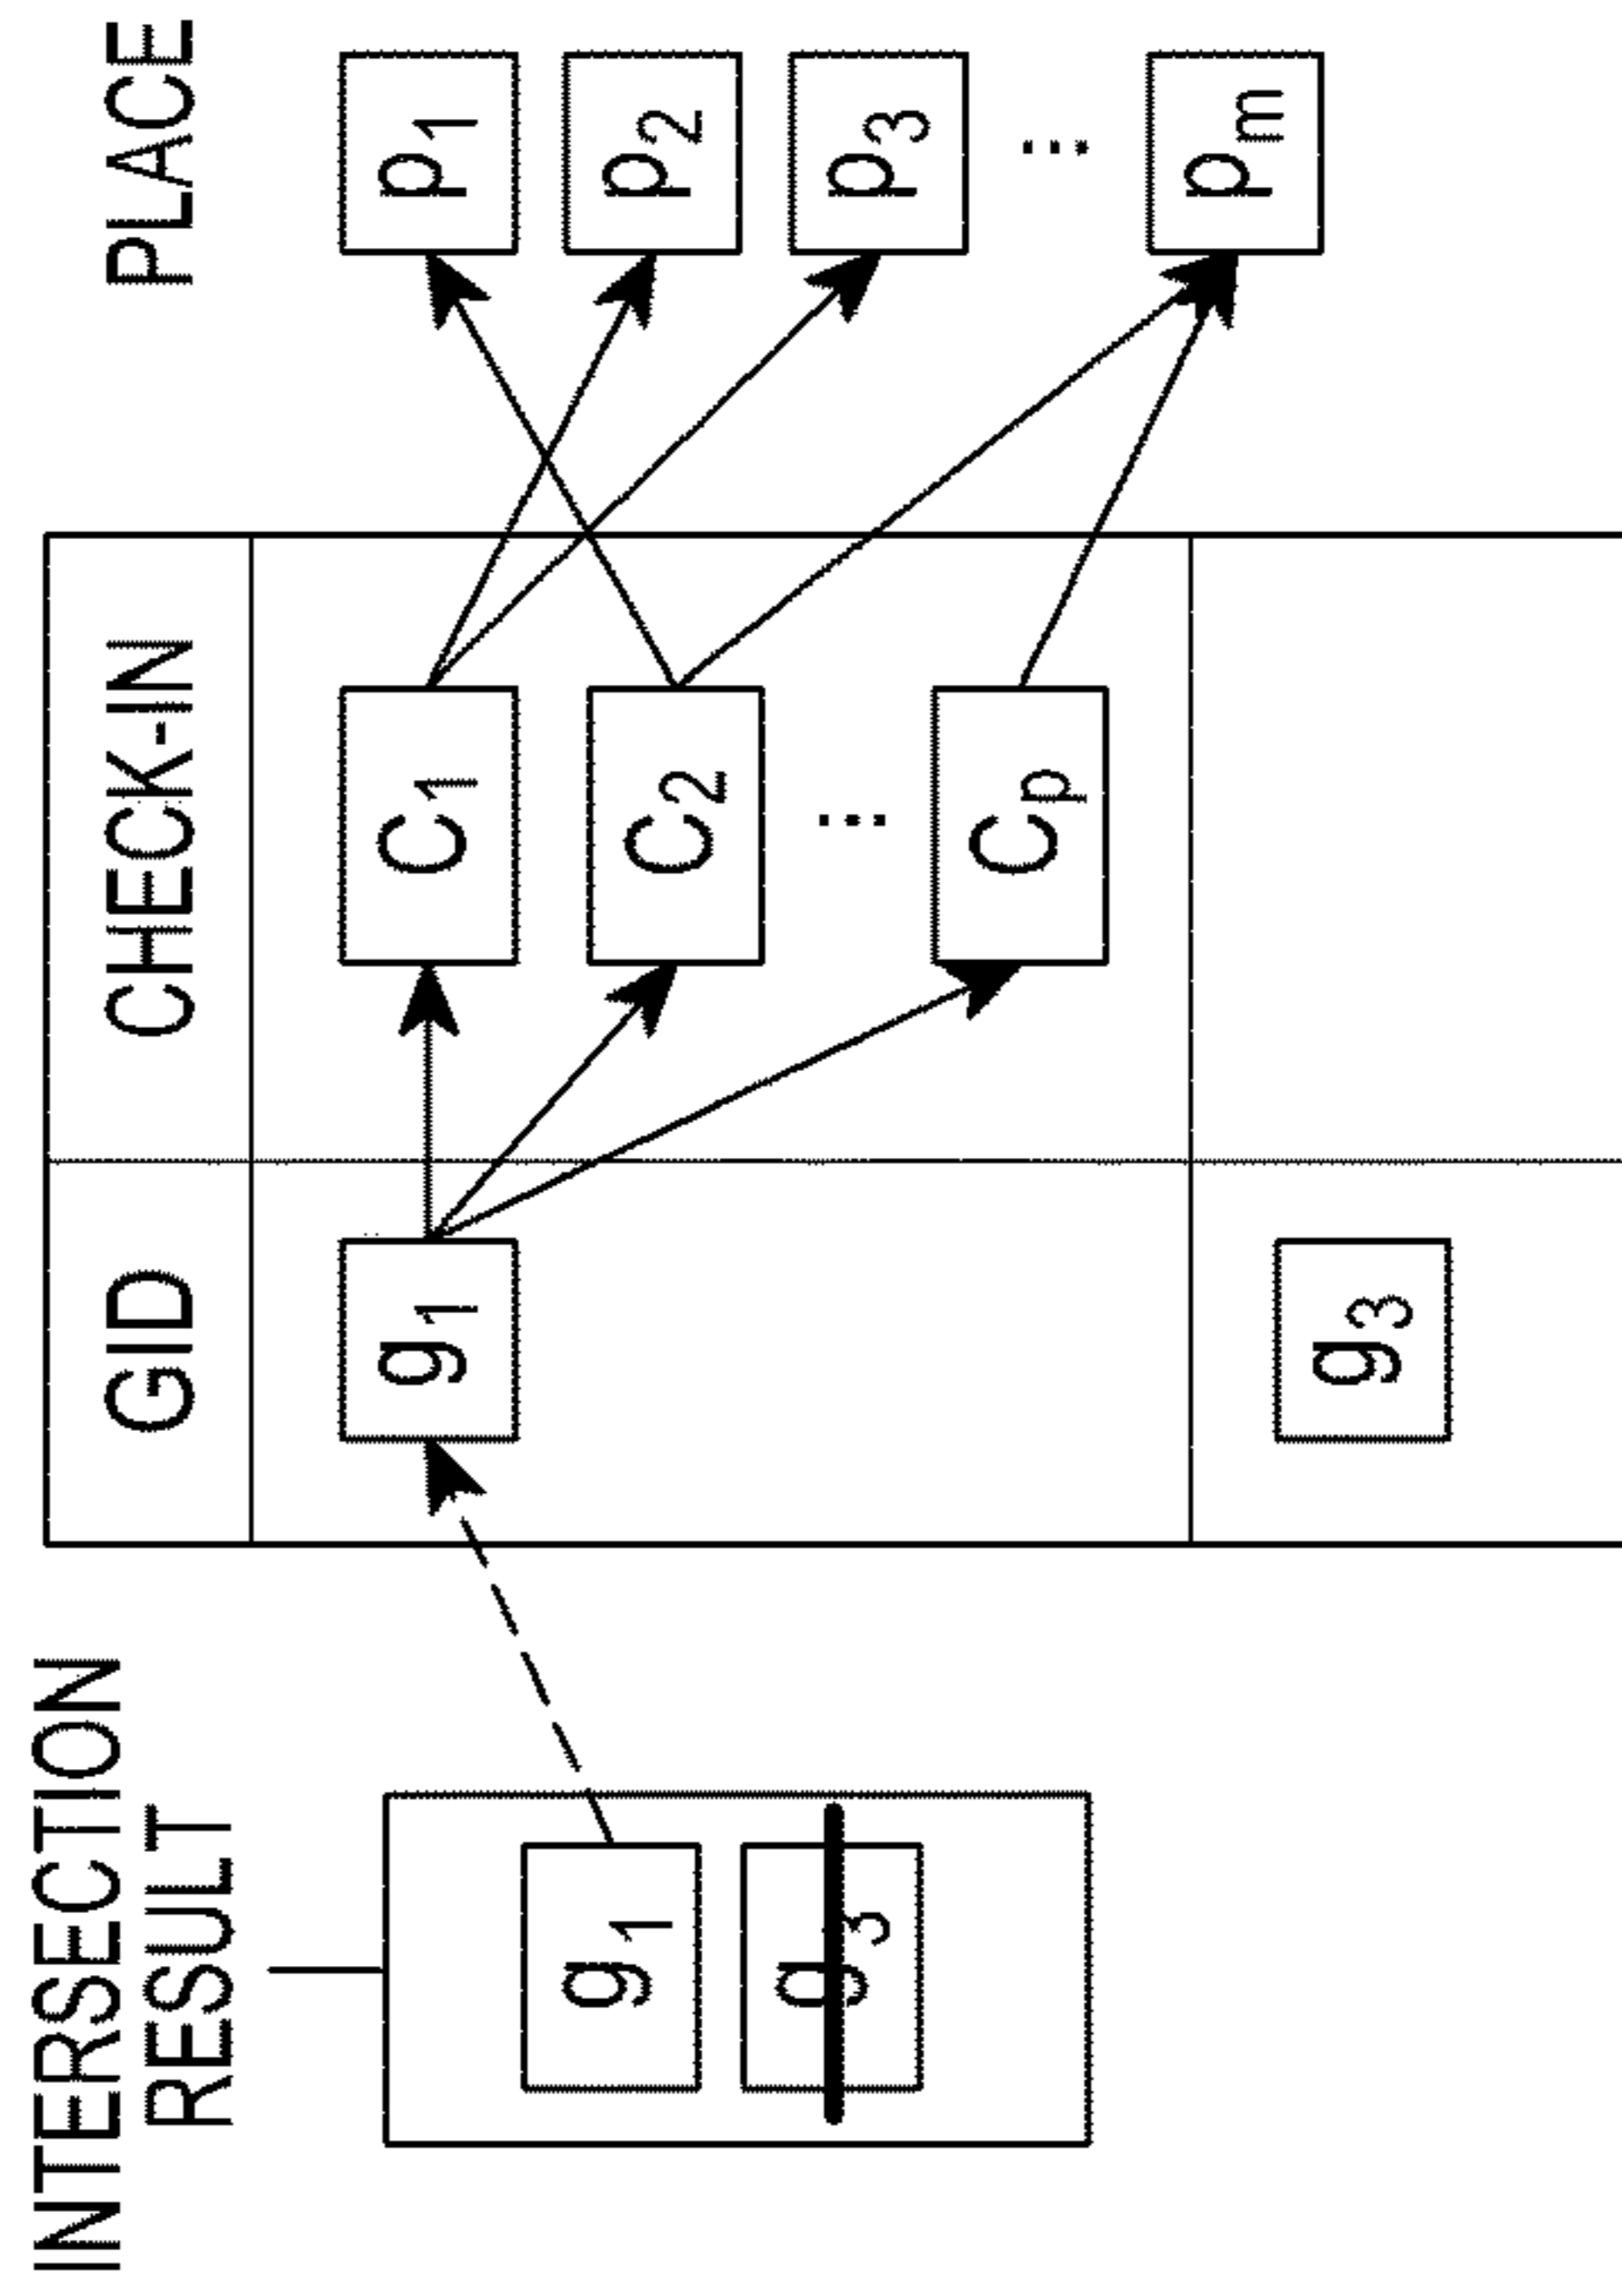 INTERSECTION
RESULT
g1
g3
GID
g1
g3
CHECK-IN
C1
C2
⋮
Cp
PLACE
p1
p2
p3
⋮
pm